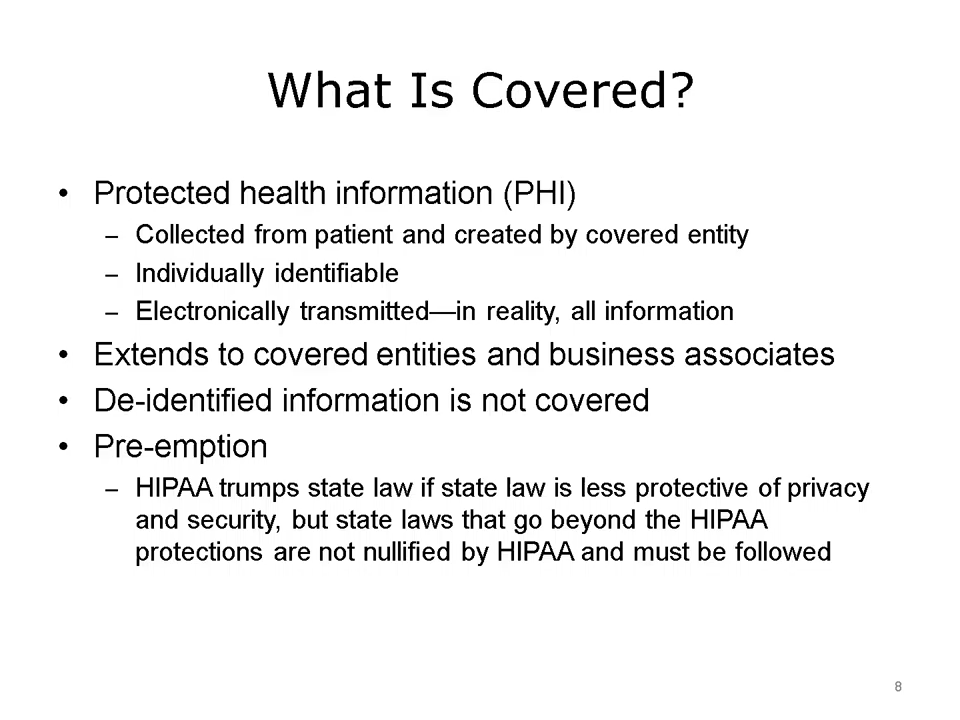 What Is Covered?
• Protected health information (PHI)
– Collected from patient and created by covered entity
– Individually identifiable
– Electronically transmitted—in reality, all information
• Extends to covered entities and business associates
• De-identified information is not covered
• Pre-emption
– HIPAA trumps state law if state law is less protective of privacy
and security, but state laws that go beyond the HIPAA
protections are not nullified by HIPAA and must be followed
8